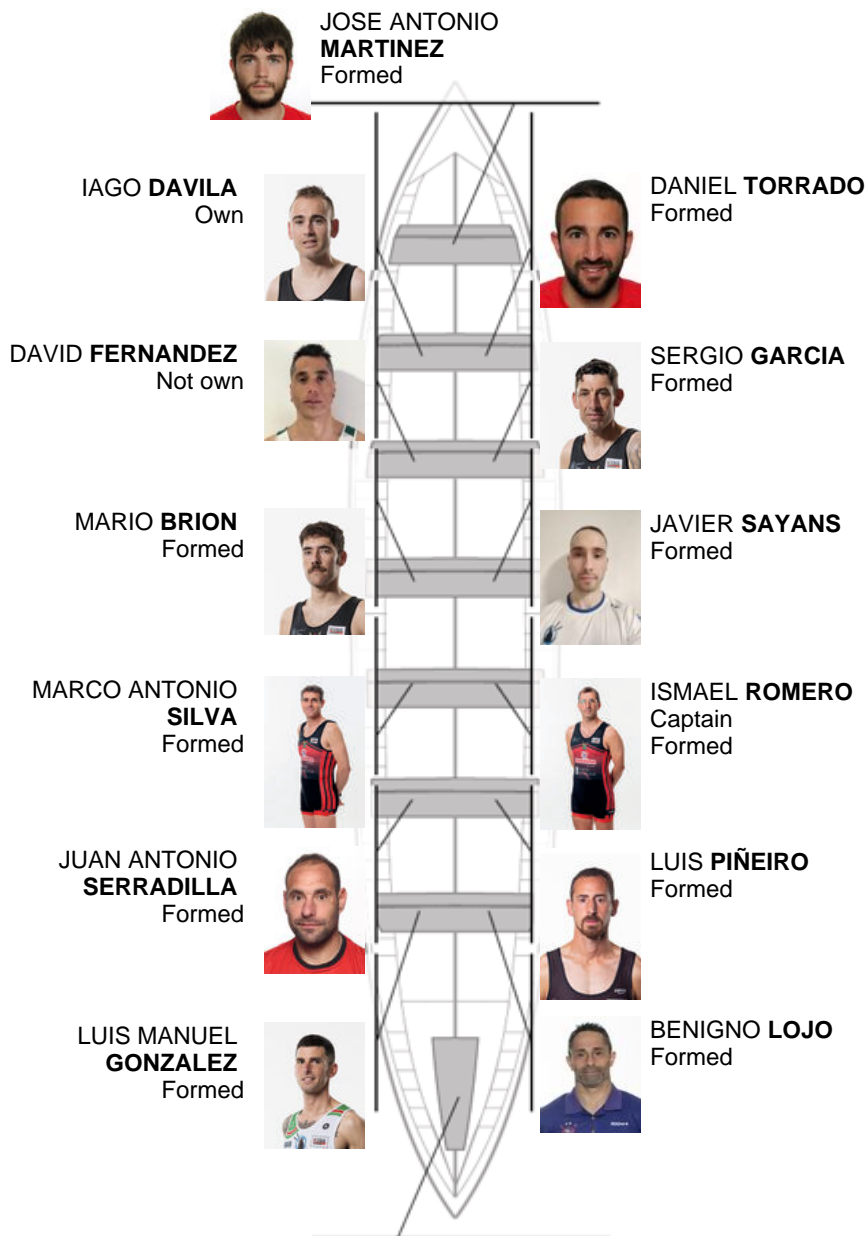 JOSE ANTONIO
MARTINEZ
Formed
IAGO DAVILA
Own
DANIEL TORRADO
Formed
DAVID FERNANDEZ
Not own
SERGIO GARCIA
Formed
MARIO BRION
Formed
JAVIER SAYANS
Formed
MARCO ANTONIO
SILVA
Formed
ISMAEL ROMERO
Captain
Formed
JUAN ANTONIO
SERRADILLA
Formed
LUIS PIÑEIRO
Formed
LUIS MANUEL
GONZALEZ
Formed
BENIGNO LOJO
Formed